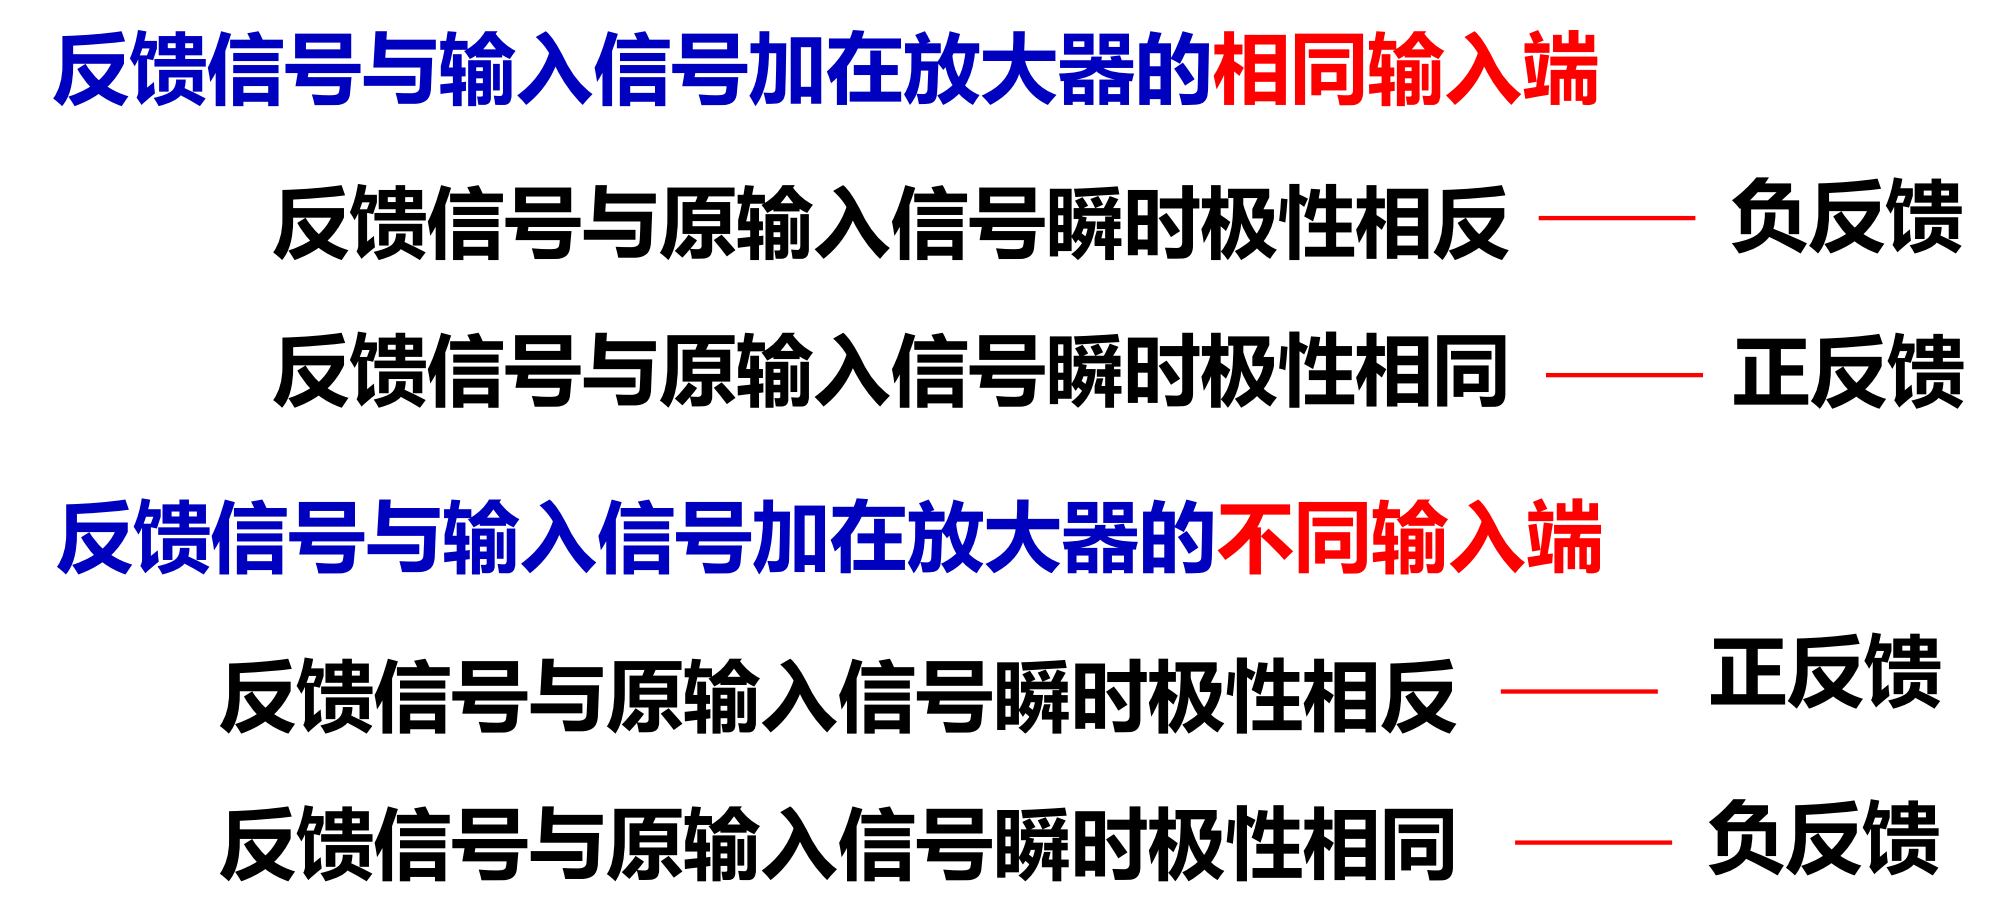 反馈信号与输入信号加在放大器的相同输入端
反馈信号与原输入信号瞬时极性相反 —— 负反馈
反馈信号与原输入信号瞬时极性相同 —— 正反馈
反馈信号与输入信号加在放大器的不同输入端
反馈信号与原输入信号瞬时极性相反 —— 正反馈
反馈信号与原输入信号瞬时极性相同 —— 负反馈